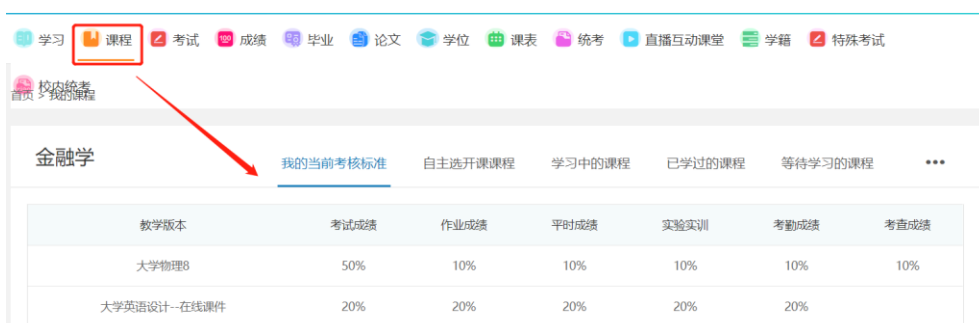 学习 课程 考试 成绩 毕业 论文 学位 课表 统考 直播互动课堂 学籍 特殊考试
校内统考
首页 > 我的课程
金融学 我的当前考核标准 自主选开课课程 学习中的课程 已学过的课程 等待学习的课程 •••
教学版本 考试成绩 作业成绩 平时成绩 实验实训 考勤成绩 考查成绩
大学物理8 50% 10% 10% 10% 10% 10%
大学英语设计--在线课件 20% 20% 20% 20% 20%